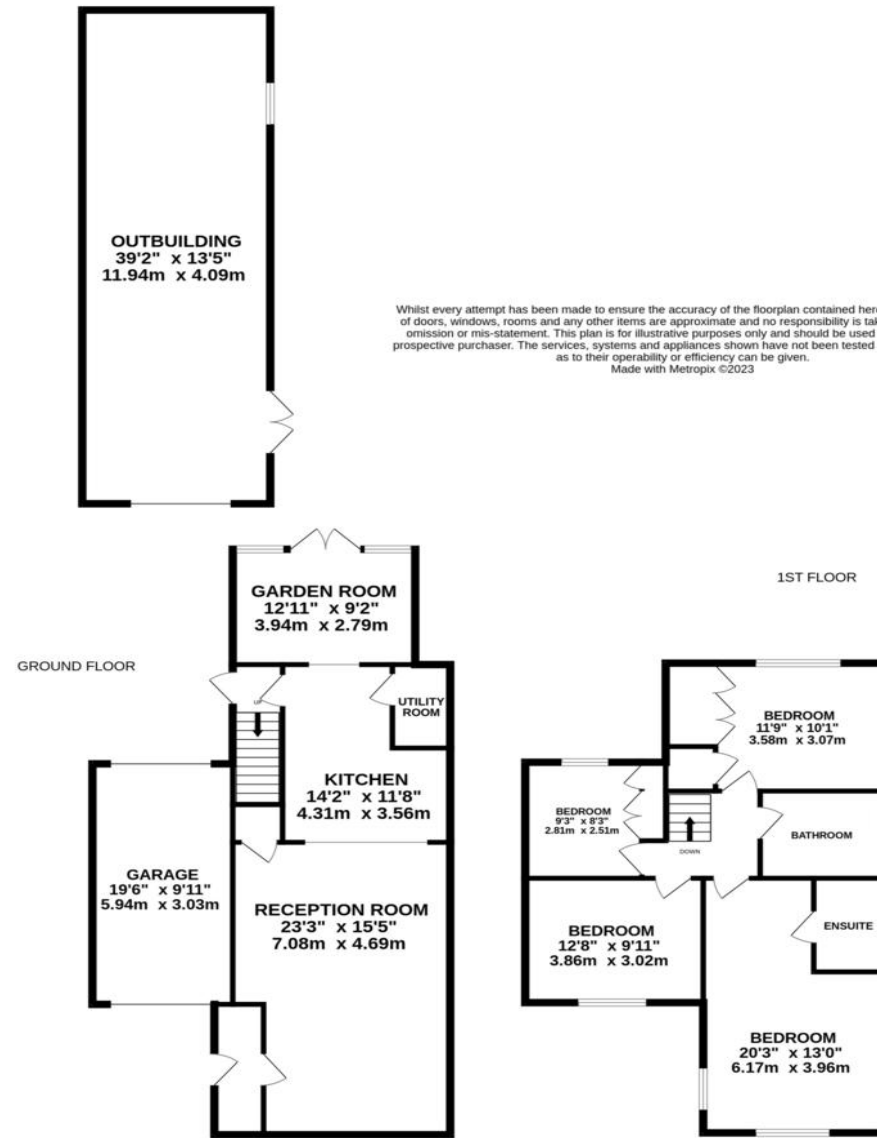 OUTBUILDING
39'2" x 13'5"
11.94m x 4.09m
Whilst every attempt has been made to ensure the accuracy of the floorplan contained here
of doors, windows, rooms and any other items are approximate and no responsibility is tak
omission or mis-statement. This plan is for illustrative purposes only and should be used
prospective purchaser. The services, systems and appliances shown have not been tested
as to their operability or efficiency can be given.
Made with Metropix ©2023
GROUND FLOOR
GARDEN ROOM
12'11" x 9'2"
3.94m x 2.79m
UP
UTILITY
ROOM
KITCHEN
14'2" x 11'8"
4.31m x 3.56m
GARAGE
19'6" x 9'11"
5.94m x 3.03m
RECEPTION ROOM
23'3" x 15'5"
7.08m x 4.69m
1ST FLOOR
BEDROOM
11'9" x 10'1"
3.58m x 3.07m
BEDROOM
9'3" x 8'3"
2.81m x 2.51m
DOWN
BATHROOM
BEDROOM
12'8" x 9'11"
3.86m x 3.02m
ENSUITE
BEDROOM
20'3" x 13'0"
6.17m x 3.96m